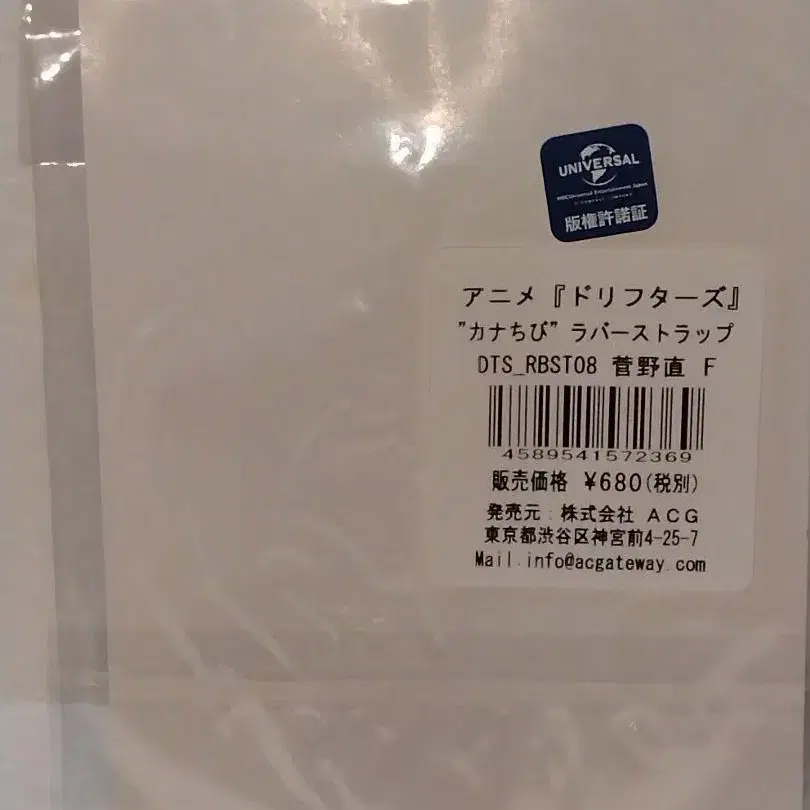 UNIVERSAL
NBCUniversal Entertainment Japan
版権許諾証
アニメ『ドリフターズ』
"カナちび" ラバーストラップ
DTS_RBST08 菅野直 F
4589541572369
販売価格 ¥680(税別)
発売元:株式会社 ACG
東京都渋谷区神宮前4-25-7
Mail.info@acgateway.com